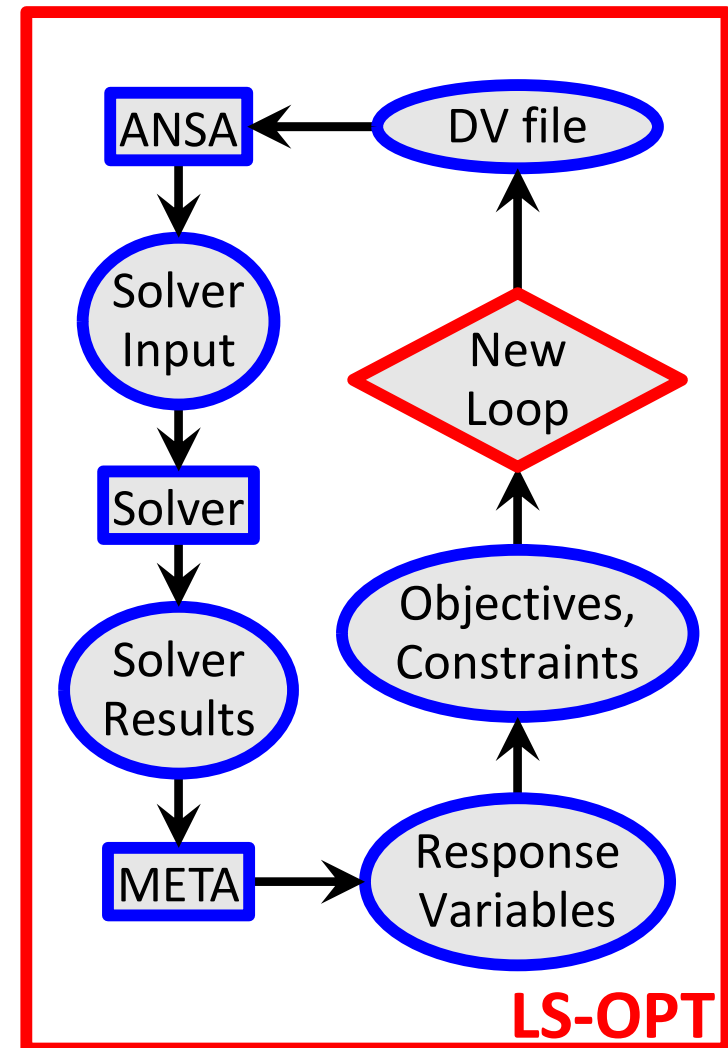 ANSA
DV file
Solver
Input
New
Loop
Solver
Objectives,
Constraints
Solver
Results
META
Response
Variables
LS-OPT